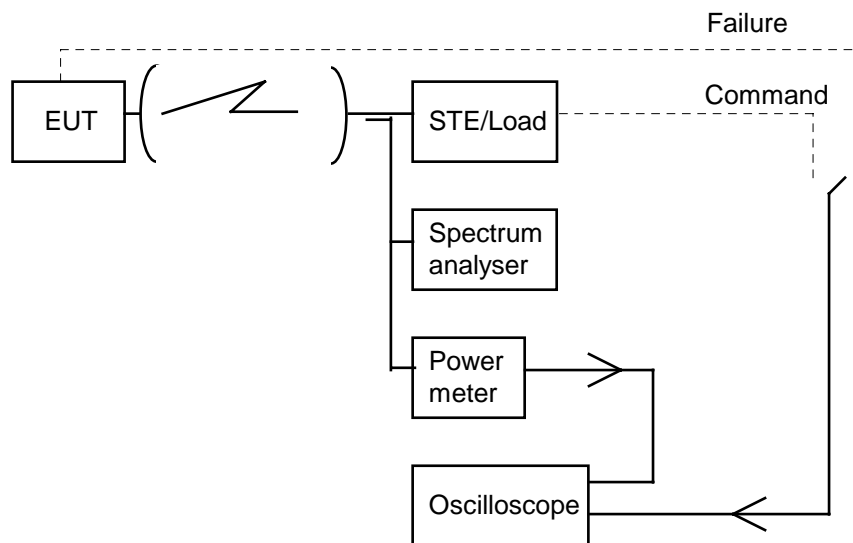 Failure
Command
EUT
STE/Load
Spectrum
analyser
Power
meter
Oscilloscope